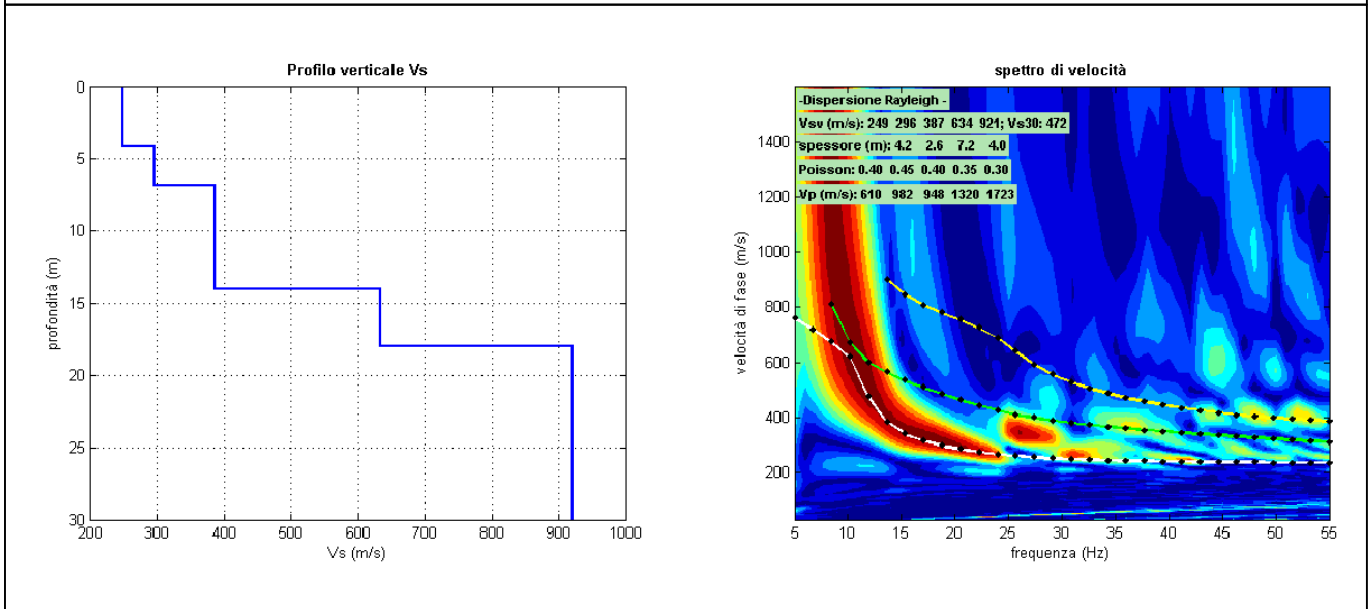 Profilo verticale Vs
0
5
10
15
20
25
30
200 300 400 500 600 700 800 900 1000
profondità (m)
Vs (m/s)
spettro di velocità
-Dispersione Rayleigh -
Vsv (m/s): 249 296 387 634 921; Vs30: 472
spessore (m): 4.2 2.6 7.2 4.0
Poisson: 0.40 0.45 0.40 0.35 0.30
Vp (m/s): 610 982 948 1320 1723
1400
1200
1000
800
600
400
200
5 10 15 20 25 30 35 40 45 50 55
velocità di fase (m/s)
frequenza (Hz)